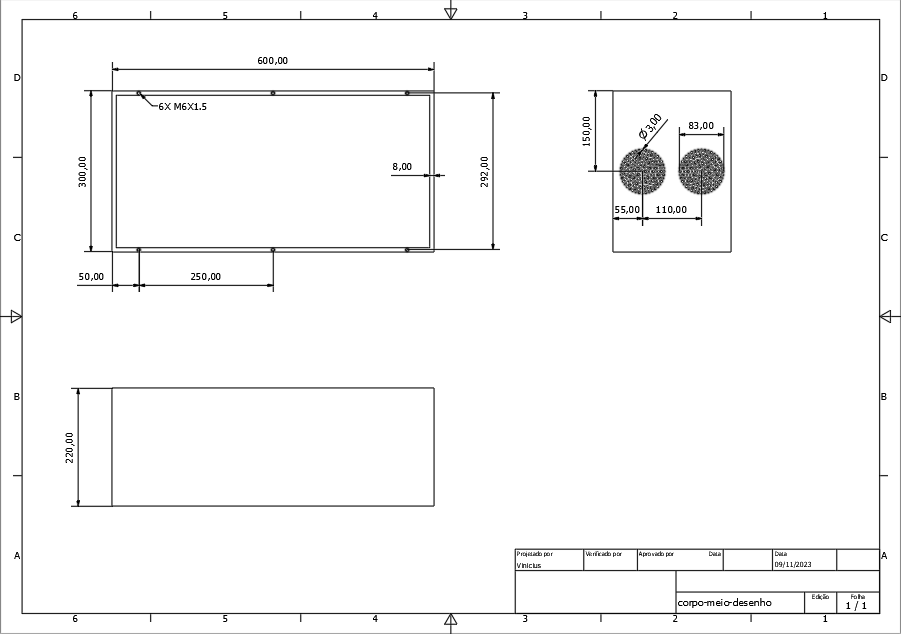 6 5 4 3 2 1
D D
600,00
6X M6X1.5
300,00
8,00
292,00
150,00
Ø3,00
83,00
55,00 110,00
C C
50,00 250,00
B B
220,00
A A
Projetado por Verificado por Aprovado por Data Data
Vinicius 09/11/2023
Edição Folha
corpo-meio-desenho 1 / 1
6 5 4 3 2 1